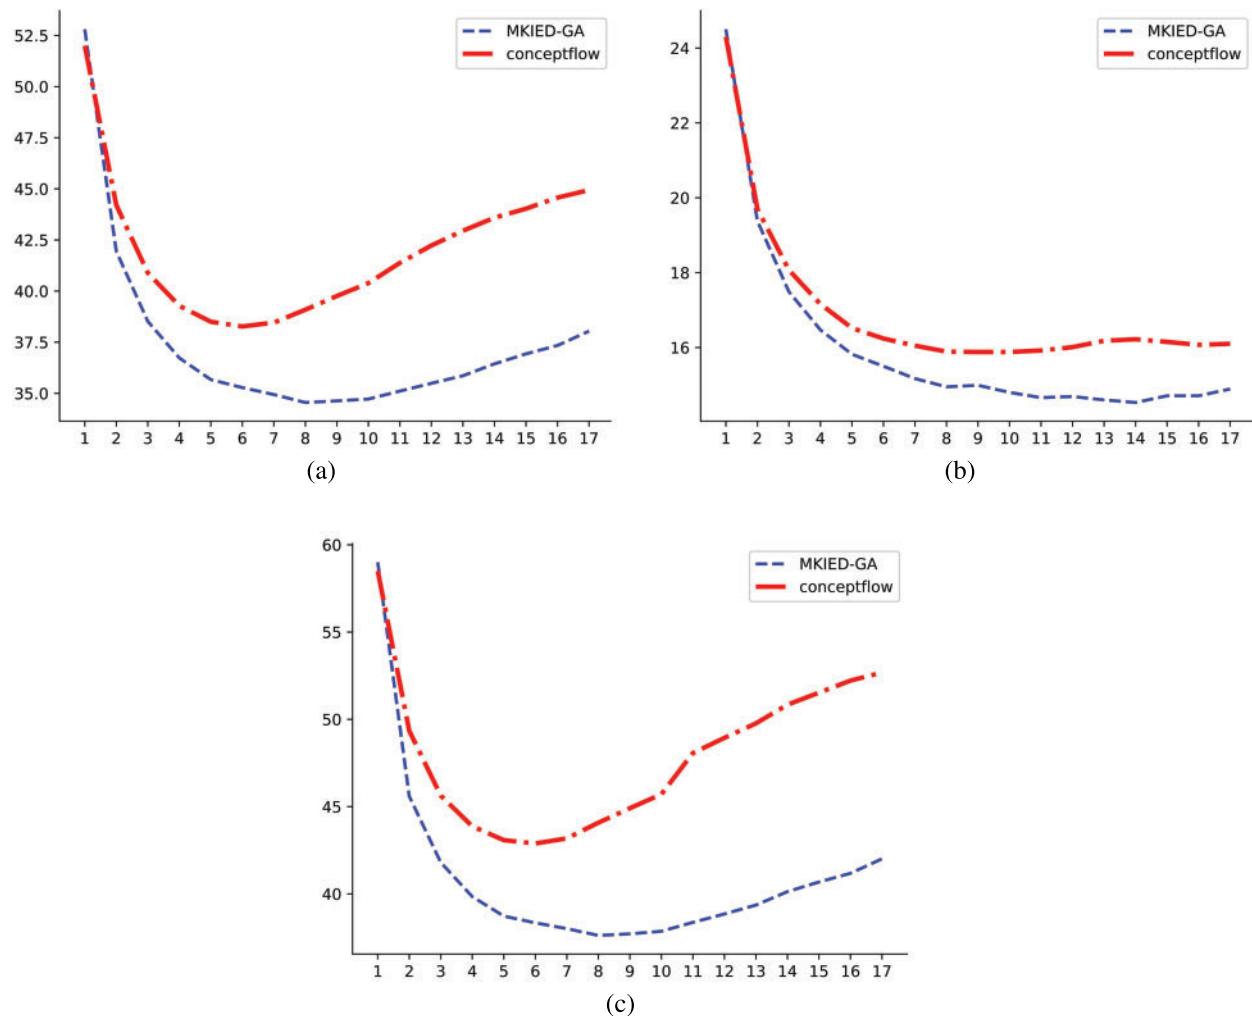 52.5
50.0
47.5
45.0
42.5
40.0
37.5
35.0
MKIED-GA
conceptflow
1 2 3 4 5 6 7 8 9 10 11 12 13 14 15 16 17
(a)
24
22
20
18
16
MKIED-GA
conceptflow
1 2 3 4 5 6 7 8 9 10 11 12 13 14 15 16 17
(b)
60
55
50
45
40
MKIED-GA
conceptflow
1 2 3 4 5 6 7 8 9 10 11 12 13 14 15 16 17
(c)